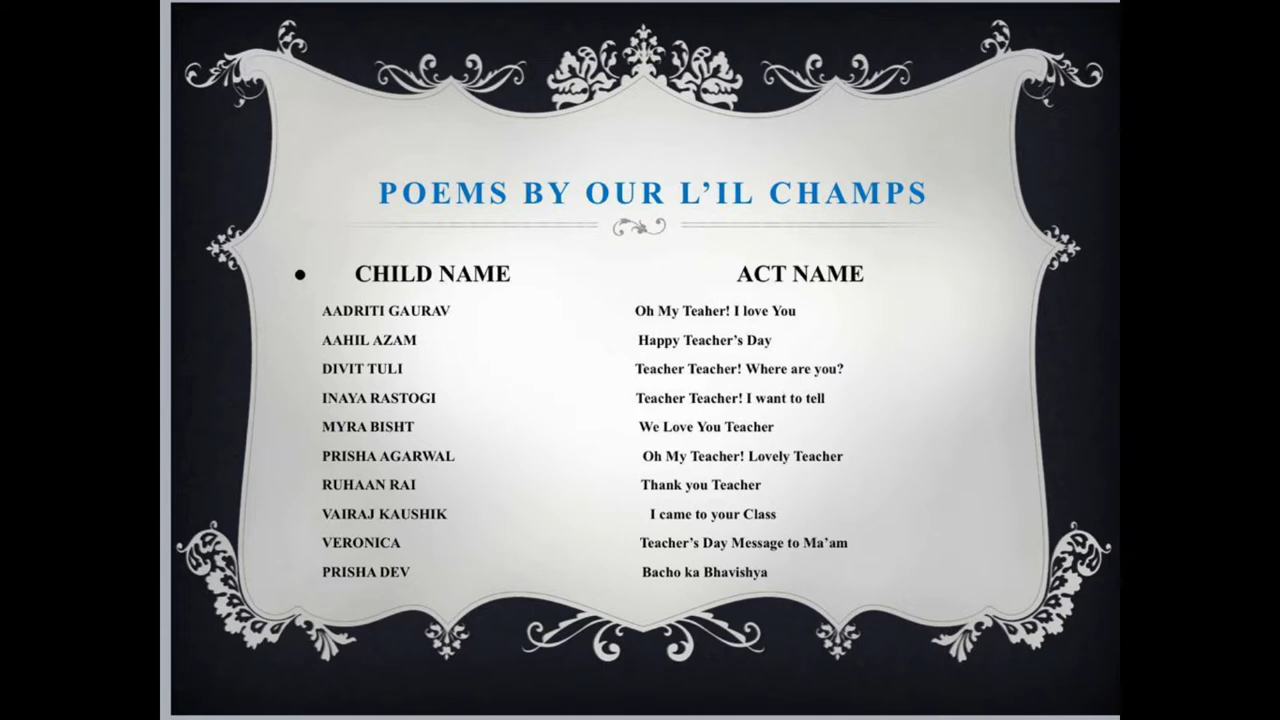 POEMS BY OUR L’IL CHAMPS
● CHILD NAME ACT NAME
AADRITI GAURAV Oh My Teaher! I love You
AAHIL AZAM Happy Teacher’s Day
DIVIT TULI Teacher Teacher! Where are you?
INAYA RASTOGI Teacher Teacher! I want to tell
MYRA BISHT We Love You Teacher
PRISHA AGARWAL Oh My Teacher! Lovely Teacher
RUHAAN RAI Thank you Teacher
VAIRAJ KAUSHIK I came to your Class
VERONICA Teacher’s Day Message to Ma’am
PRISHA DEV Bacho ka Bhavishya